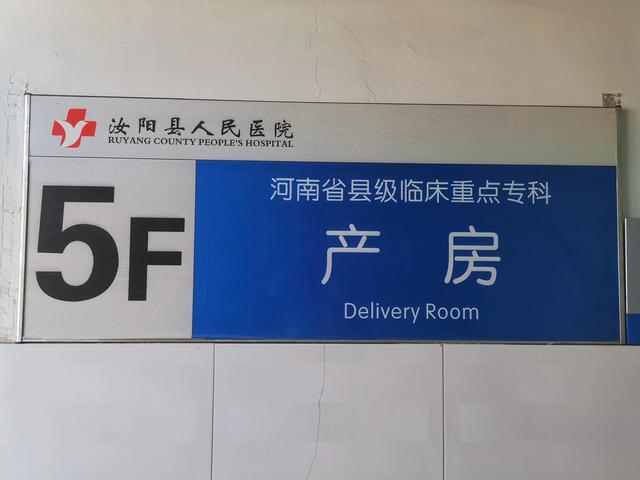 汝阳县人民医院
RUYANG COUNTY PEOPLE'S HOSPITAL
5F
河南省县级临床重点专科
产房
Delivery Room